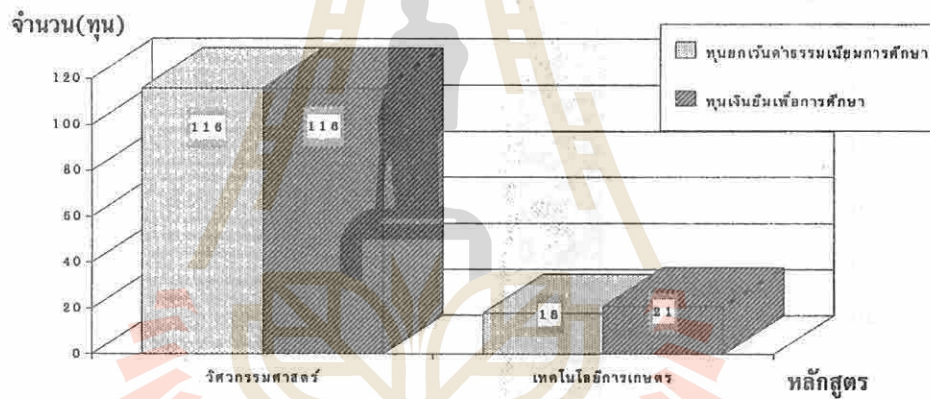 จำนวน(ทุน)
ทุนยกเว้นค่าธรรมเนียมการศึกษา
ทุนเงินยืมเพื่อการศึกษา
120
100
80
60
40
20
0
116
116
18
21
วิศวกรรมศาสตร์
เทคโนโลยีการเกษตร
หลักสูตร